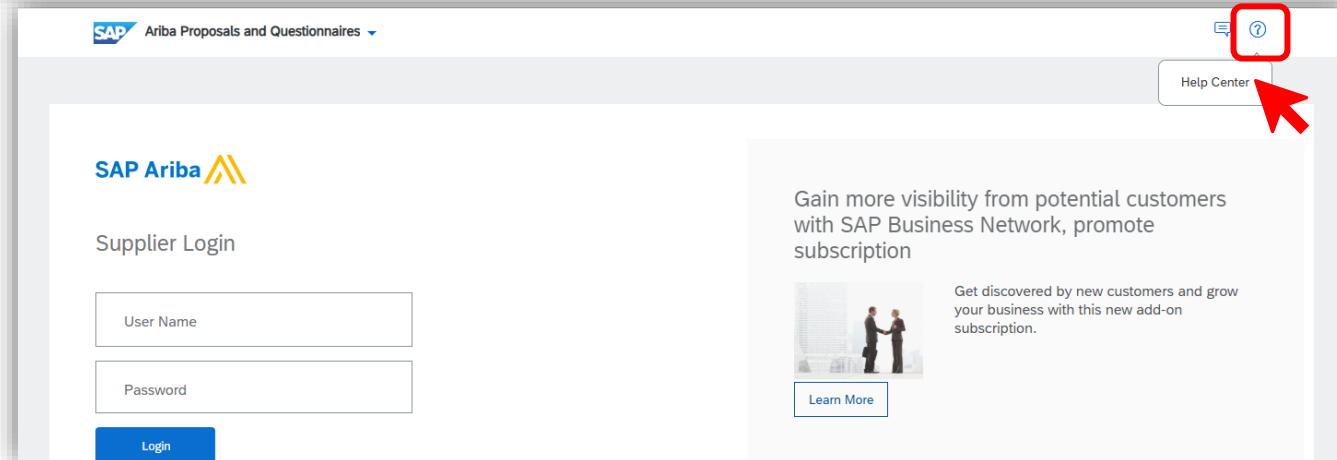 SAP Ariba Proposals and Questionnaires
?
Help Center
SAP Ariba
Supplier Login
User Name
Password
Login
Gain more visibility from potential customers
with SAP Business Network, promote
subscription
Get discovered by new customers and grow
your business with this new add-on
subscription.
Learn More